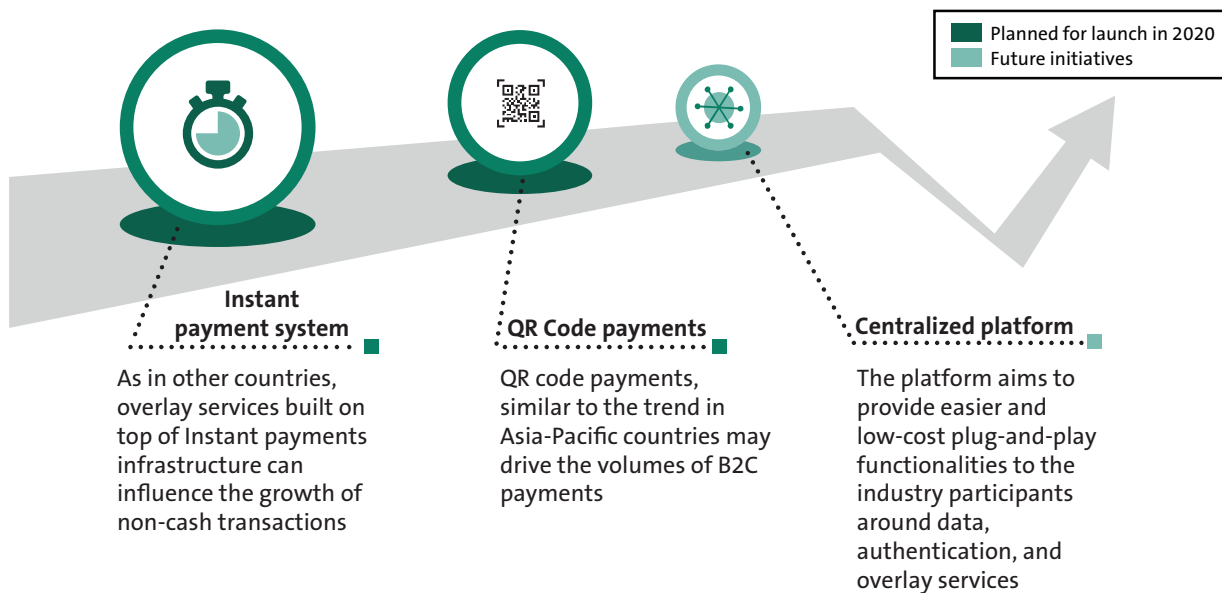 Planned for launch in 2020
Future initiatives
Instant
payment system
As in other countries,
overlay services built on
top of Instant payments
infrastructure can
influence the growth of
non-cash transactions
QR Code payments
QR code payments,
similar to the trend in
Asia-Pacific countries may
drive the volumes of B2C
payments
Centralized platform
The platform aims to
provide easier and
low-cost plug-and-play
functionalities to the
industry participants
around data,
authentication, and
overlay services